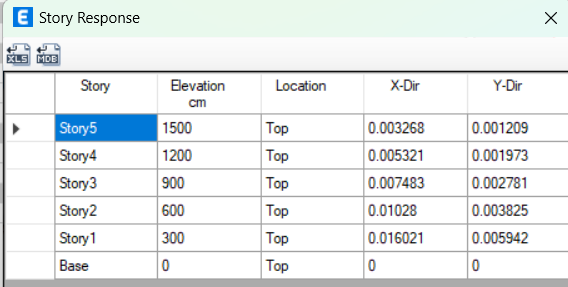 E Story Response
XLS MDB
Story Elevation cm Location X-Dir Y-Dir
Story5 1500 Top 0.003268 0.001209
Story4 1200 Top 0.005321 0.001973
Story3 900 Top 0.007483 0.002781
Story2 600 Top 0.01028 0.003825
Story1 300 Top 0.016021 0.005942
Base 0 Top 0 0